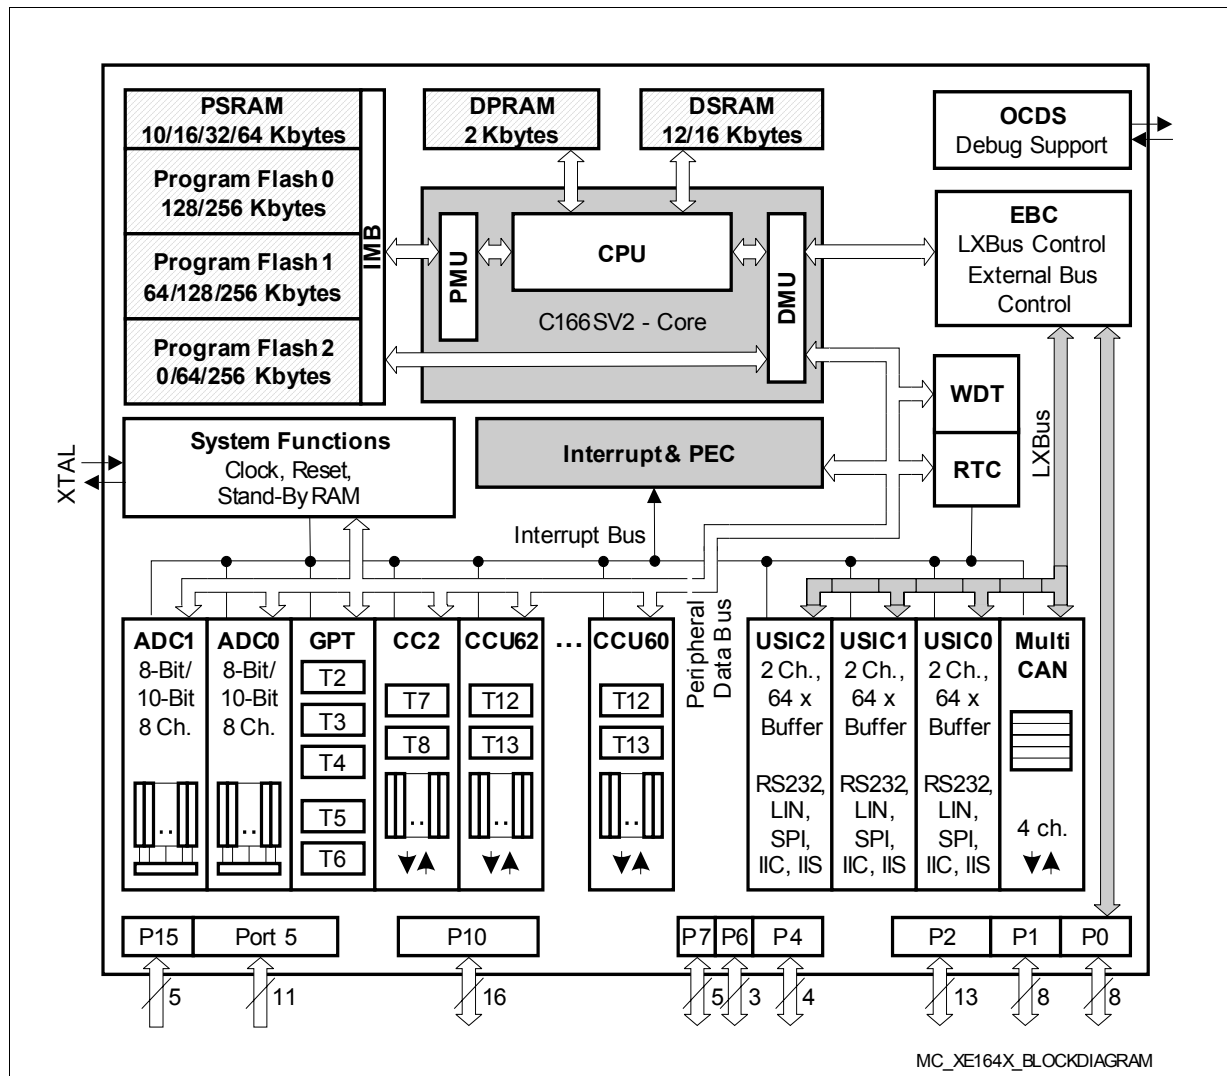 PSRAM
10/16/32/64 Kbytes
Program Flash 0
128/256 Kbytes
Program Flash 1
64/128/256 Kbytes
Program Flash 2
0/64/256 Kbytes
IMB
DPRAM
2 Kbytes
DSRAM
12/16 Kbytes
OCDS
Debug Support
CPU
PMU
DMU
C166SV2 - Core
EBC
LXBus Control
External Bus
Control
WDT
RTC
LXBus
XTAL
System Functions
Clock, Reset,
Stand-By RAM
Interrupt & PEC
Interrupt Bus
Peripheral
Data Bus
ADC1
8-Bit/
10-Bit
8 Ch.
..
ADC0
8-Bit/
10-Bit
8 Ch.
..
GPT
T2
T3
T4
T5
T6
CC2
T7
T8
..
CCU62
T12
T13
..
...
CCU60
T12
T13
..
USIC2
2 Ch.,
64 x
Buffer
RS232,
LIN,
SPI,
IIC, IIS
USIC1
2 Ch.,
64 x
Buffer
RS232,
LIN,
SPI,
IIC, IIS
USIC0
2 Ch.,
64 x
Buffer
RS232,
LIN,
SPI,
IIC, IIS
Multi
CAN
4 ch.
P15
Port 5
P10
P7
P6
P4
P2
P1
P0
5
11
16
5
3
4
13
8
8
MC_XE164X_BLOCKDIAGRAM